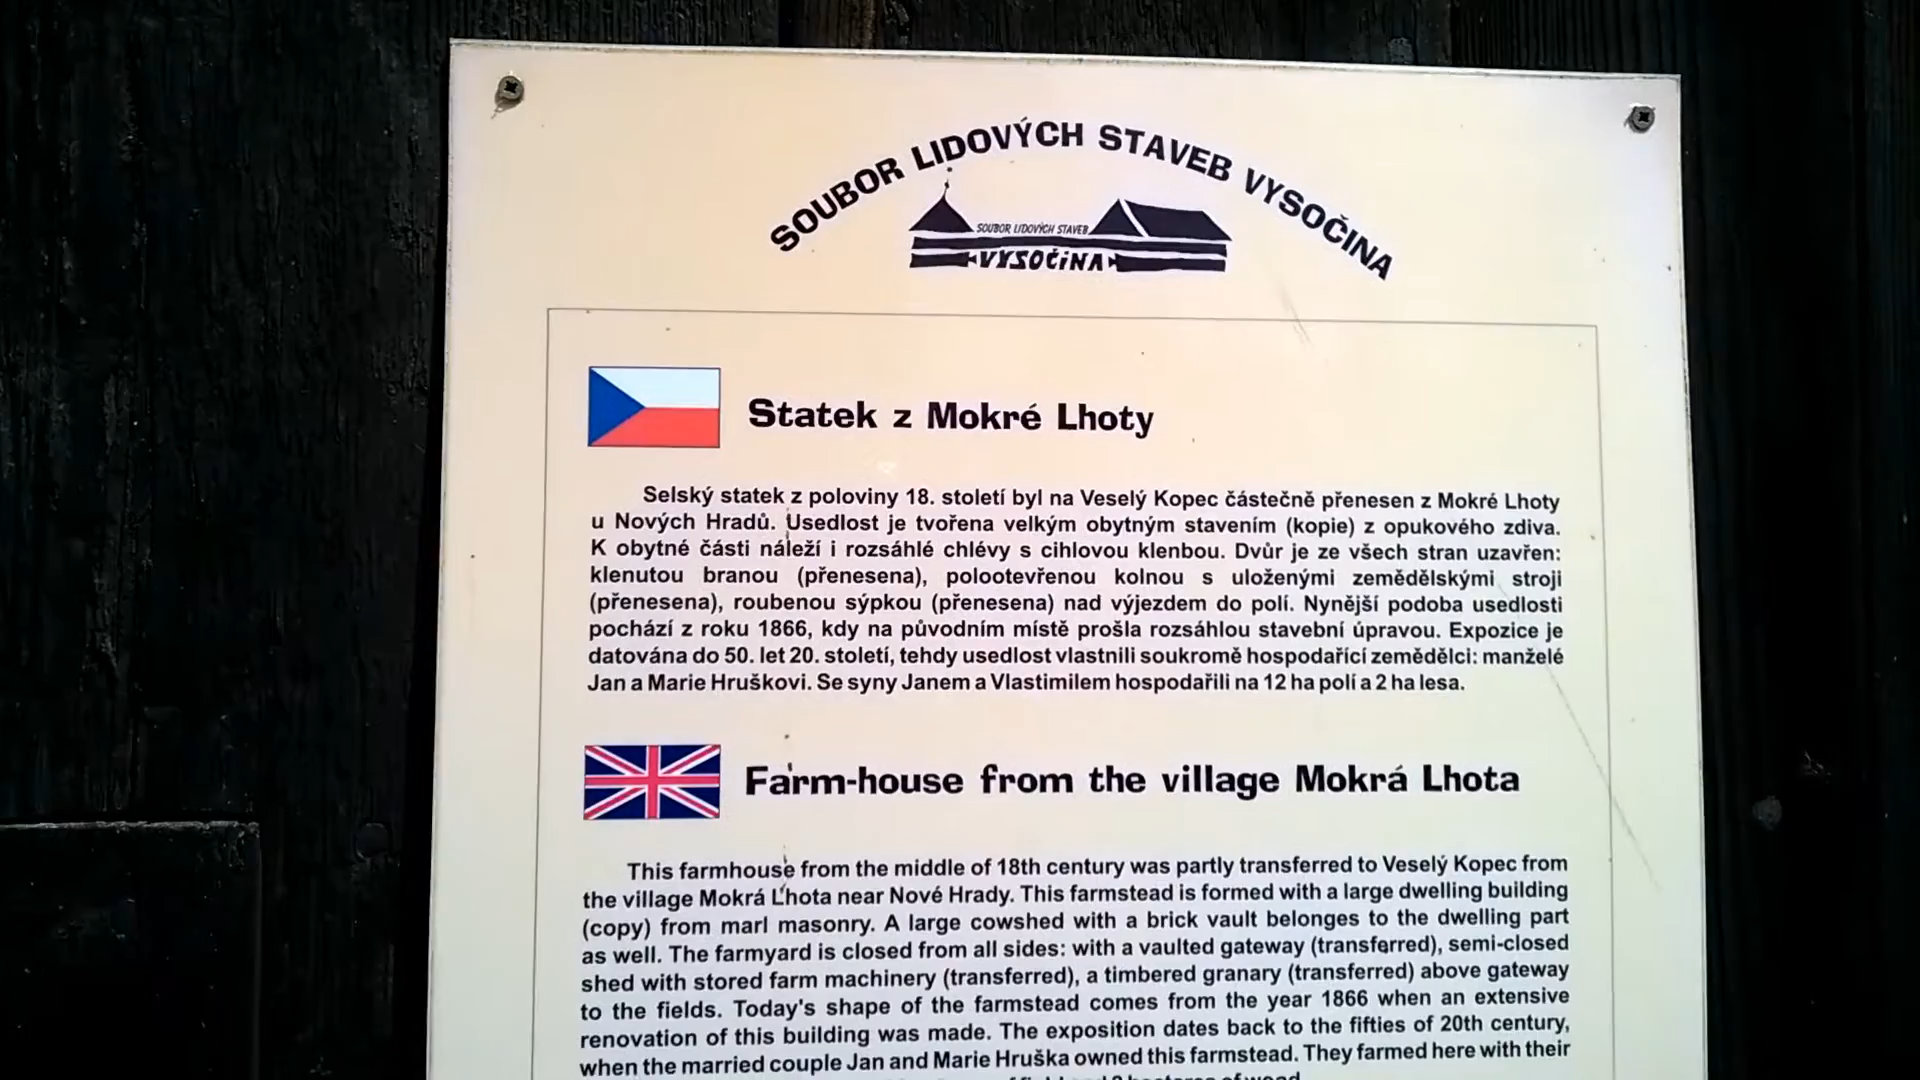 SOUBOR LIDOVÝCH STAVEB VYSOČINA
SOUBOR LIDOVÝCH STAVEB
VYSOČINA
Statek z Mokré Lhoty
Selský statek z poloviny 18. století byl na Veselý Kopec částečně přenesen z Mokré Lhoty
u Nových Hradů. Usedlost je tvořena velkým obytným stavením (kopie) z opukového zdiva.
K obytné části náleží i rozsáhlé chlévy s cihlovou klenbou. Dvůr je ze všech stran uzavřen:
klenutou branou (přenesena), polootevřenou kolnou s uloženými zemědělskými stroji
(přenesena), roubenou sýpkou (přenesena) nad výjezdem do polí. Nynější podoba usedlosti
pochází z roku 1866, kdy na původním místě prošla rozsáhlou stavební úpravou. Expozice je
datována do 50. let 20. století, tehdy usedlost vlastnili soukromě hospodařící zemědělci: manželé
Jan a Marie Hruškovi. Se syny Janem a Vlastimilem hospodařili na 12 ha polí a 2 ha lesa.
Farm-house from the village Mokrá Lhota
This farmhouse from the middle of 18th century was partly transferred to Veselý Kopec from
the village Mokrá Lhota near Nové Hrady. This farmstead is formed with a large dwelling building
(copy) from marl masonry. A large cowshed with a brick vault belongs to the dwelling part
as well. The farmyard is closed from all sides: with a vaulted gateway (transferred), semi-closed
shed with stored farm machinery (transferred), a timbered granary (transferred) above gateway
to the fields. Today's shape of the farmstead comes from the year 1866 when an extensive
renovation of this building was made. The exposition dates back to the fifties of 20th century,
when the married couple Jan and Marie Hruška owned this farmstead. They farmed here with their